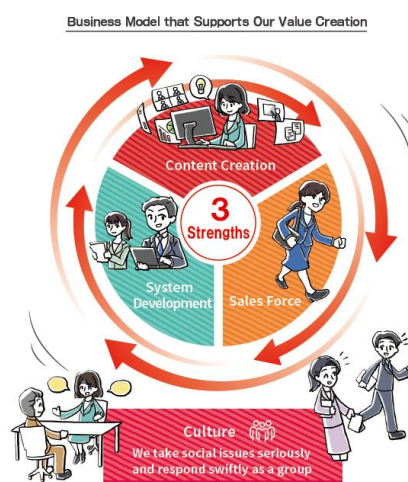 Business Model that Supports Our Value Creation
Content Creation
3
Strengths
System
Development
Sales Force
Culture
We take social issues seriously
and respond swiftly as a group